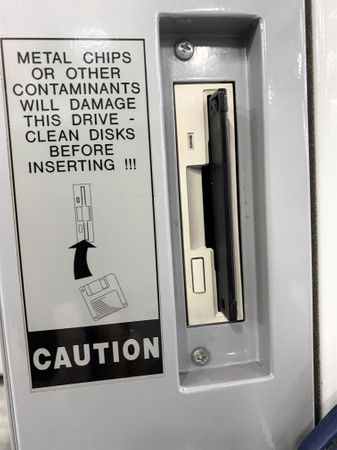 METAL CHIPS
OR OTHER
CONTAMINANTS
WILL DAMAGE
THIS DRIVE -
CLEAN DISKS
BEFORE
INSERTING !!!
CAUTION